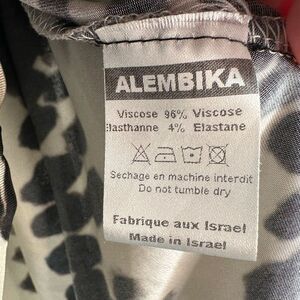 ALEMBIKA
Viscose 96% Viscose
Elasthanne 4% Elastane
Sechage en machine interdit
Do not tumble dry
Fabrique aux Israel
Made in Israel